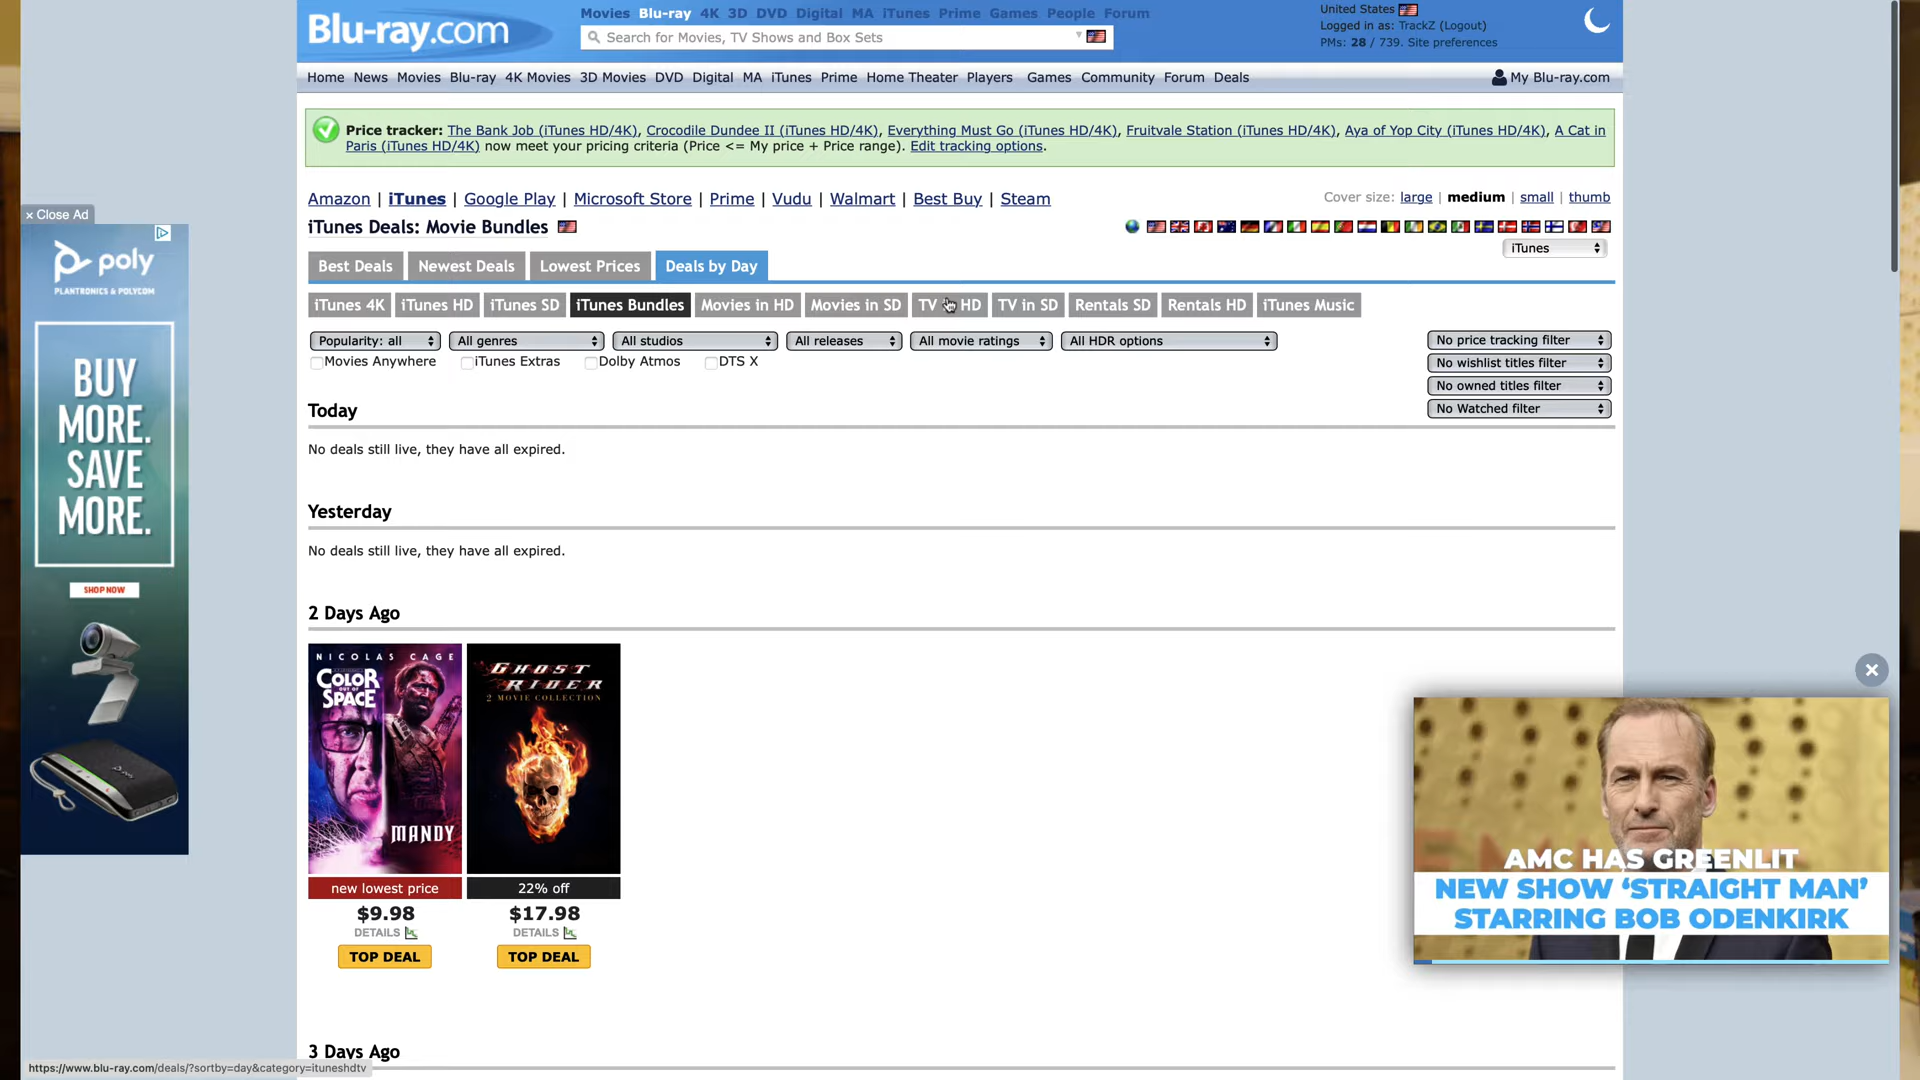 Blu-ray.com
Movies Blu-ray 4K 3D DVD Digital MA iTunes Prime Games People Forum
Search for Movies, TV Shows and Box Sets
United States
Logged in as: TrackZ (Logout)
PMs: 28 / 739. Site preferences
Home News Movies Blu-ray 4K Movies 3D Movies DVD Digital MA iTunes Prime Home Theater Players Games Community Forum Deals
My Blu-ray.com
Price tracker: The Bank Job (iTunes HD/4K), Crocodile Dundee II (iTunes HD/4K), Everything Must Go (iTunes HD/4K), Fruitvale Station (iTunes HD/4K), Aya of Yop City (iTunes HD/4K), A Cat in
Paris (iTunes HD/4K) now meet your pricing criteria (Price <= My price + Price range). Edit tracking options.
Amazon | iTunes | Google Play | Microsoft Store | Prime | Vudu | Walmart | Best Buy | Steam
Cover size: large | medium | small | thumb
iTunes Deals: Movie Bundles
iTunes
Best Deals Newest Deals Lowest Prices Deals by Day
iTunes 4K iTunes HD iTunes SD iTunes Bundles Movies in HD Movies in SD TV HD TV in SD Rentals SD Rentals HD iTunes Music
Popularity: all All genres All studios All releases All movie ratings All HDR options
Movies Anywhere iTunes Extras Dolby Atmos DTS X
No price tracking filter
No wishlist titles filter
No owned titles filter
No Watched filter
Today
No deals still live, they have all expired.
Yesterday
No deals still live, they have all expired.
2 Days Ago
NICOLAS CAGE
COLOR
OUT OF
SPACE
MANDY
new lowest price
$9.98
DETAILS
TOP DEAL
GHOST
RIDER
2 MOVIE COLLECTION
22% off
$17.98
DETAILS
TOP DEAL
3 Days Ago
× Close Ad
poly
PLANTRONICS & POLYCOM
BUY
MORE.
SAVE
MORE.
SHOP NOW
poly
AMC HAS GREENLIT
NEW SHOW ‘STRAIGHT MAN’
STARRING BOB ODENKIRK
https://www.blu-ray.com/deals/?sortby=day&category=ituneshdtv